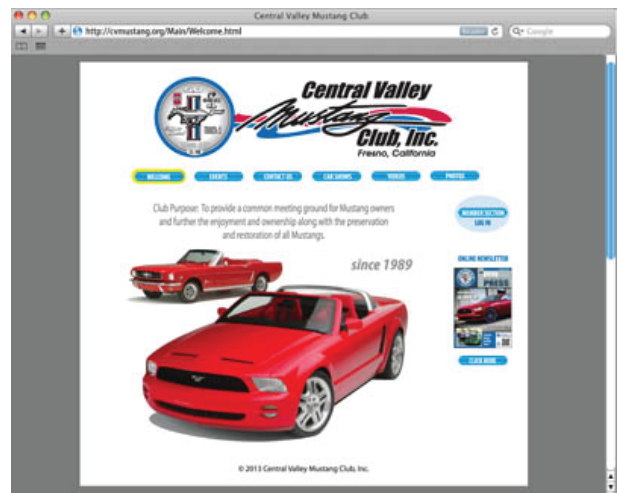 Central Valley Mustang Club
http://cvmustang.org/Main/Welcome.html
Google
Central Valley
Mustang
Club, Inc.
Fresno, California
WELCOME
EVENTS
CONTACT US
CAR SHOWS
VIDEOS
PHOTOS
Club Purpose: To provide a common meeting ground for Mustang owners
and further the enjoyment and ownership along with the preservation
and restoration of all Mustangs.
MEMBER SECTION
LOG IN
since 1989
ONLINE NEWSLETTER
PRESS
CLICK HERE
© 2013 Central Valley Mustang Club, Inc.